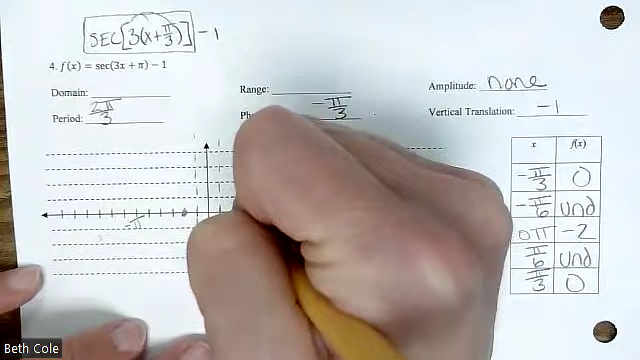 SEC[3(x+π/3)] -1
4. f(x) = sec(3x + π) − 1
Domain:
Range:
Amplitude: none
Period: 2π/3
Ph
-π/3
Vertical Translation: -1
x f(x)
-π/3 0
-π/6 und
0π -2
π/6 und
π/3 0
-π
Beth Cole